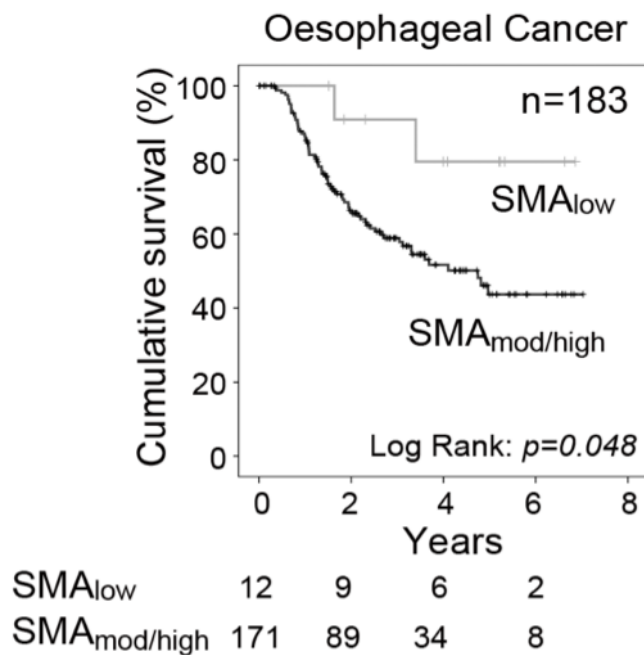 Oesophageal Cancer
n=183
Cumulative survival (%)
100
80
60
40
20
0
SMAlow
SMAmod/high
Log Rank: p=0.048
0 2 4 6 8
Years
SMAlow 12 9 6 2
SMAmod/high 171 89 34 8